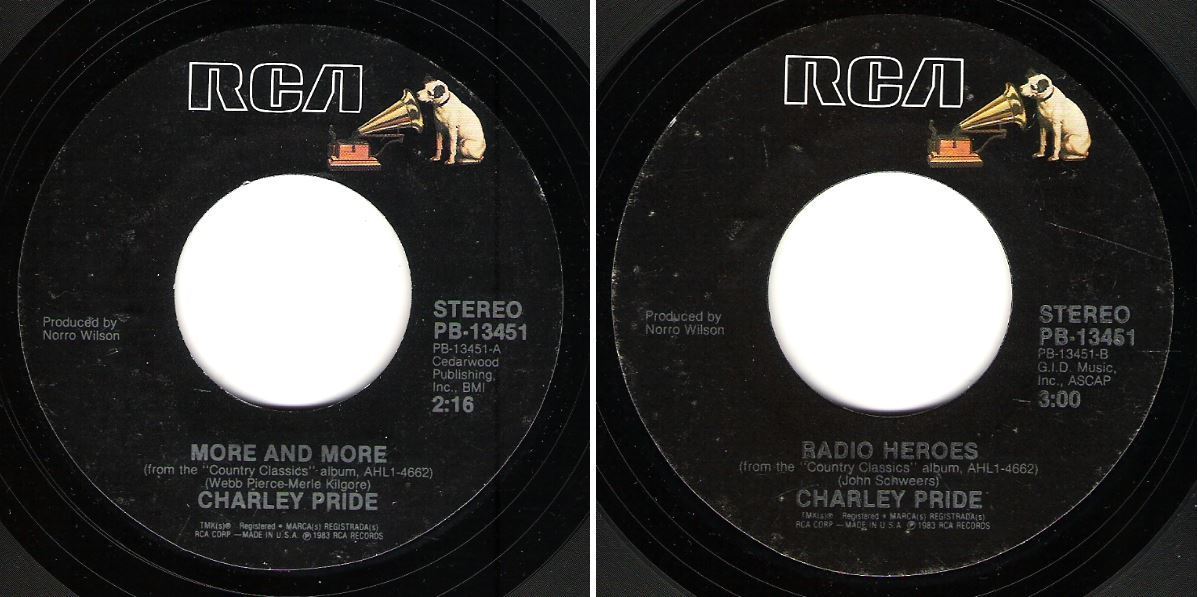 RCA
Produced by
Norro Wilson
STEREO
PB-13451
PB-13451-A
Cedarwood
Publishing,
Inc., BMI
2:16
MORE AND MORE
(from the "Country Classics" album, AHL1-4662)
(Webb Pierce-Merle Kilgore)
CHARLEY PRIDE
TMK(s)® Registered • MARCA(s) REGISTRADA(s)
RCA CORP —MADE IN U.S.A. ℗ 1983 RCA RECORDS
RCA
Produced by
Norro Wilson
STEREO
PB-13451
PB-13451-B
G.I.D. Music,
Inc., ASCAP
3:00
RADIO HEROES
(from the "Country Classics" album, AHL1-4662)
(John Schweers)
CHARLEY PRIDE
TMK(s)® Registered • MARCA(s) REGISTRADA(s)
RCA CORP —MADE IN U.S.A. ℗ 1983 RCA RECORDS